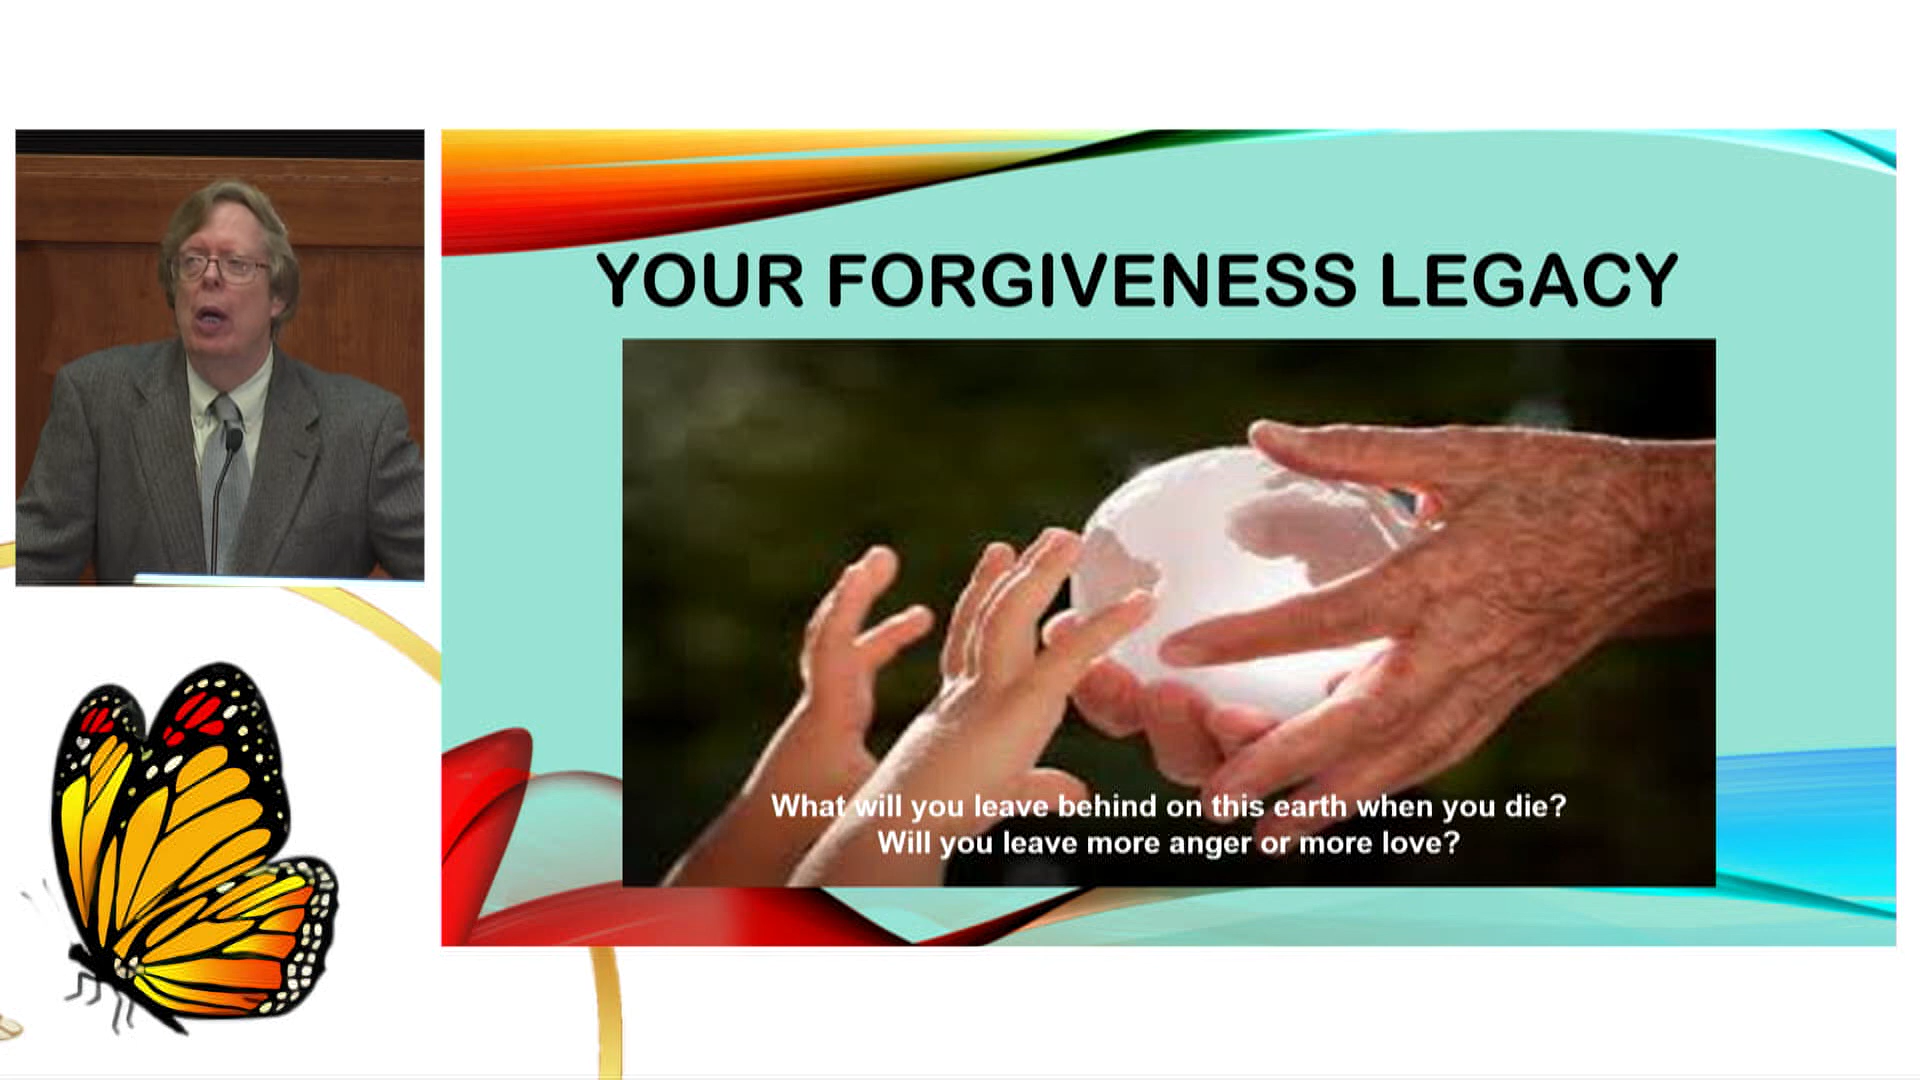 YOUR FORGIVENESS LEGACY
What will you leave behind on this earth when you die?
Will you leave more anger or more love?